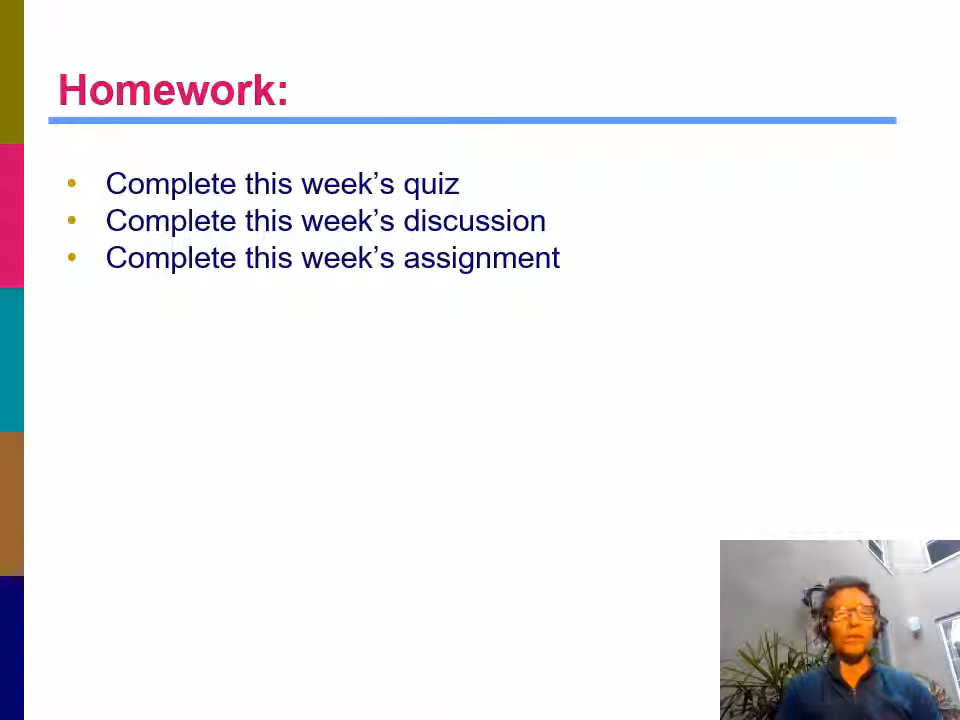 Homework:
• Complete this week’s quiz
• Complete this week’s discussion
• Complete this week’s assignment